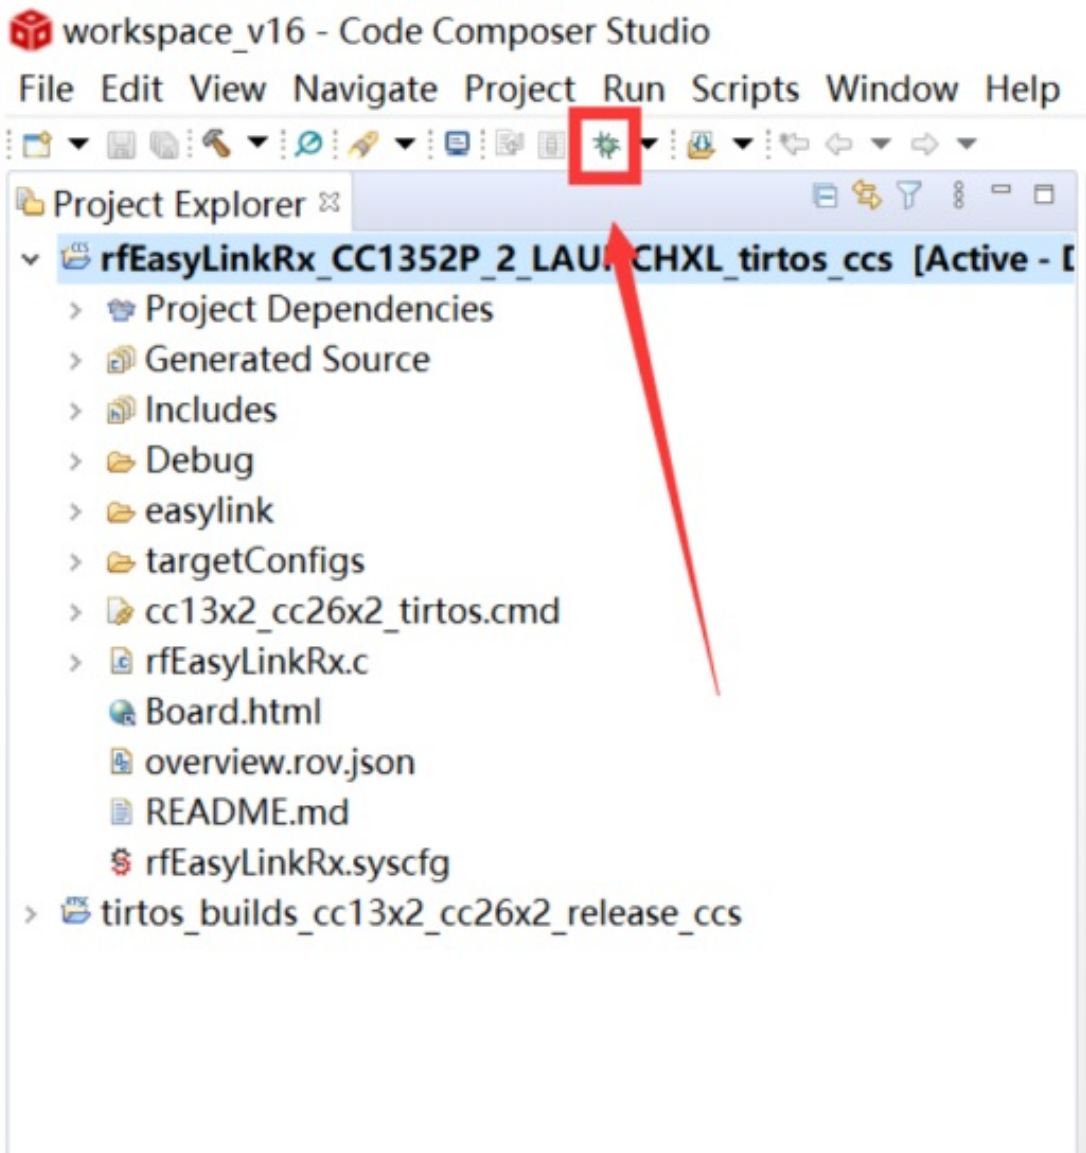 workspace_v16 - Code Composer Studio
File Edit View Navigate Project Run Scripts Window Help
Project Explorer
rfEasyLinkRx_CC1352P_2_LAU CHXL_tirtos_ccs [Active - D
Project Dependencies
Generated Source
Includes
Debug
easylink
targetConfigs
cc13x2_cc26x2_tirtos.cmd
rfEasyLinkRx.c
Board.html
overview.rov.json
README.md
rfEasyLinkRx.syscfg
tirtos_builds_cc13x2_cc26x2_release_ccs